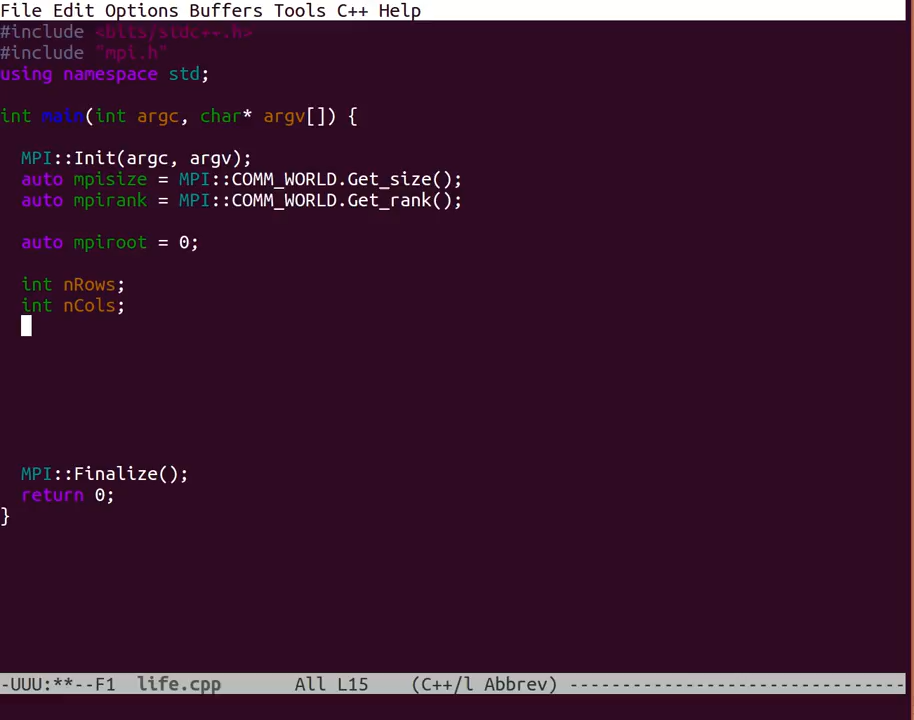 File Edit Options Buffers Tools C++ Help
#include <bits/stdc++.h>
#include "mpi.h"
using namespace std;
int main(int argc, char* argv[]) {
MPI::Init(argc, argv);
auto mpisize = MPI::COMM_WORLD.Get_size();
auto mpirank = MPI::COMM_WORLD.Get_rank();
auto mpiroot = 0;
int nRows;
int nCols;
MPI::Finalize();
return 0;
}
-UUU:**--F1 life.cpp All L15 (C++/l Abbrev) --------------------------------